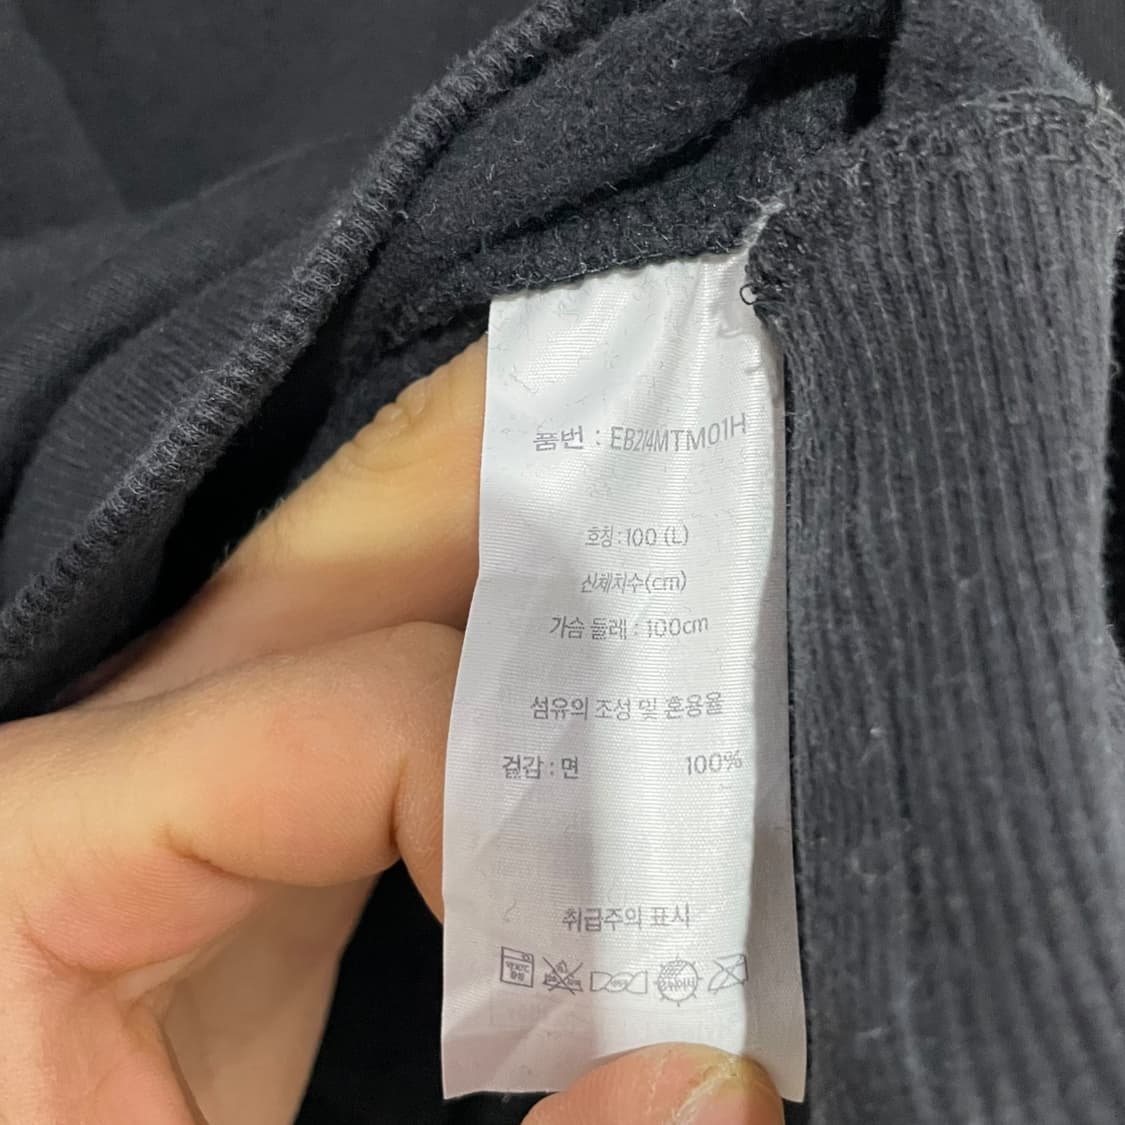 품번 : EB214MTM01H
호칭:100 (L)
신체치수(cm)
가슴 둘레 : 100cm
섬유의 조성 및 혼용율
겉감 : 면 100%
취급주의 표시